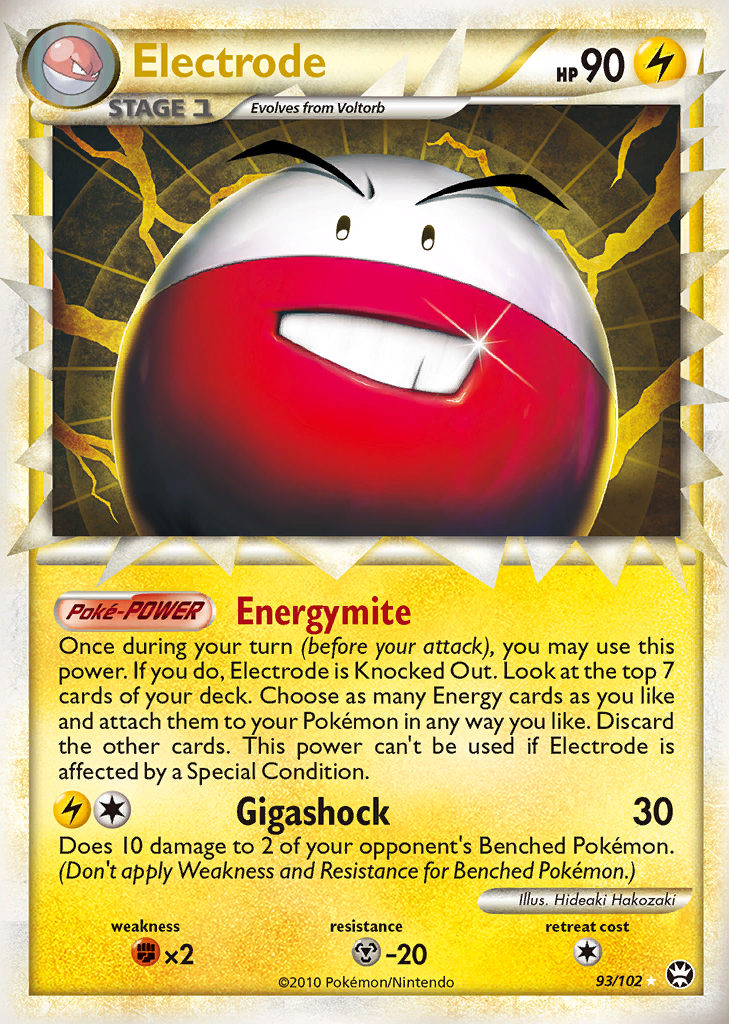 Electrode
HP 90
STAGE 1
Evolves from Voltorb
Poké-POWER Energymite
Once during your turn (before your attack), you may use this
power. If you do, Electrode is Knocked Out. Look at the top 7
cards of your deck. Choose as many Energy cards as you like
and attach them to your Pokémon in any way you like. Discard
the other cards. This power can't be used if Electrode is
affected by a Special Condition.
Gigashock 30
Does 10 damage to 2 of your opponent's Benched Pokémon.
(Don't apply Weakness and Resistance for Benched Pokémon.)
Illus. Hideaki Hakozaki
weakness resistance retreat cost
×2 -20
©2010 Pokémon/Nintendo 93/102